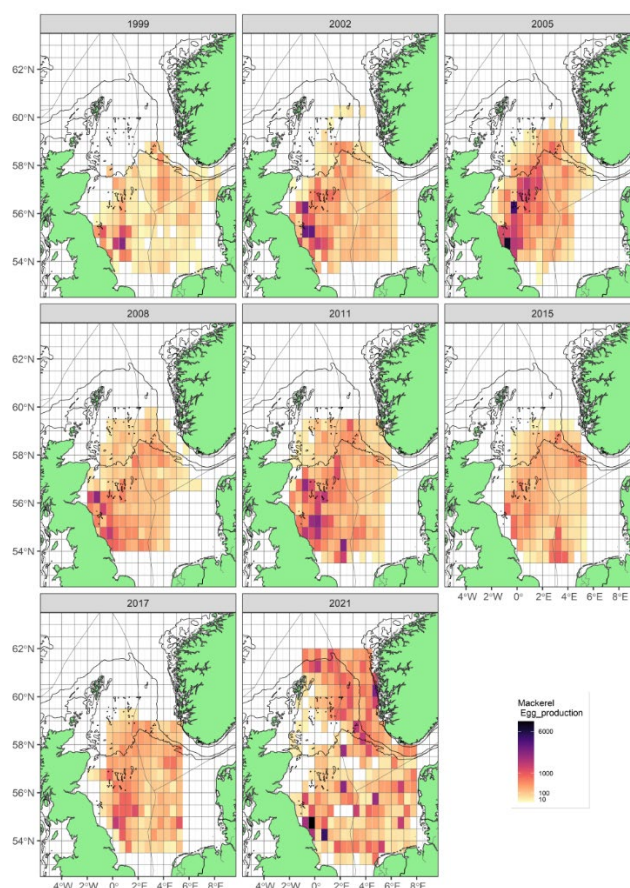 1999 2002 2005
62°N
60°N
58°N
56°N
54°N
2008 2011 2015
62°N
60°N
58°N
56°N
54°N
4°W 2°W 0° 2°E 4°E 6°E 8°E
2017 2021
62°N
60°N
58°N
56°N
54°N
4°W 2°W 0° 2°E 4°E 6°E 8°E 4°W 2°W 0° 2°E 4°E 6°E 8°E
Mackerel
Egg_production
6000
1000
100
10